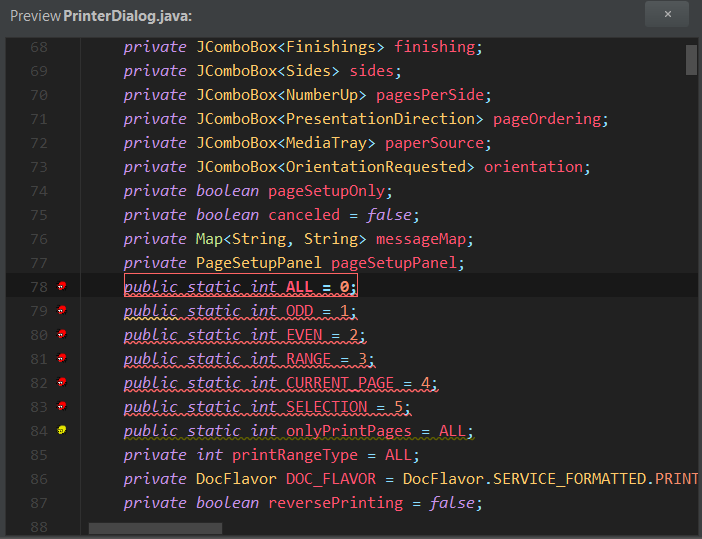 Preview PrinterDialog.java:
×
68 private JComboBox<Finishings> finishing;
69 private JComboBox<Sides> sides;
70 private JComboBox<NumberUp> pagesPerSide;
71 private JComboBox<PresentationDirection> pageOrdering;
72 private JComboBox<MediaTray> paperSource;
73 private JComboBox<OrientationRequested> orientation;
74 private boolean pageSetupOnly;
75 private boolean canceled = false;
76 private Map<String, String> messageMap;
77 private PageSetupPanel pageSetupPanel;
78 public static int ALL = 0;
79 public static int ODD = 1;
80 public static int EVEN = 2;
81 public static int RANGE = 3;
82 public static int CURRENT_PAGE = 4;
83 public static int SELECTION = 5;
84 public static int onlyPrintPages = ALL;
85 private int printRangeType = ALL;
86 private DocFlavor DOC_FLAVOR = DocFlavor.SERVICE_FORMATTED.PRINT
87 private boolean reversePrinting = false;
88